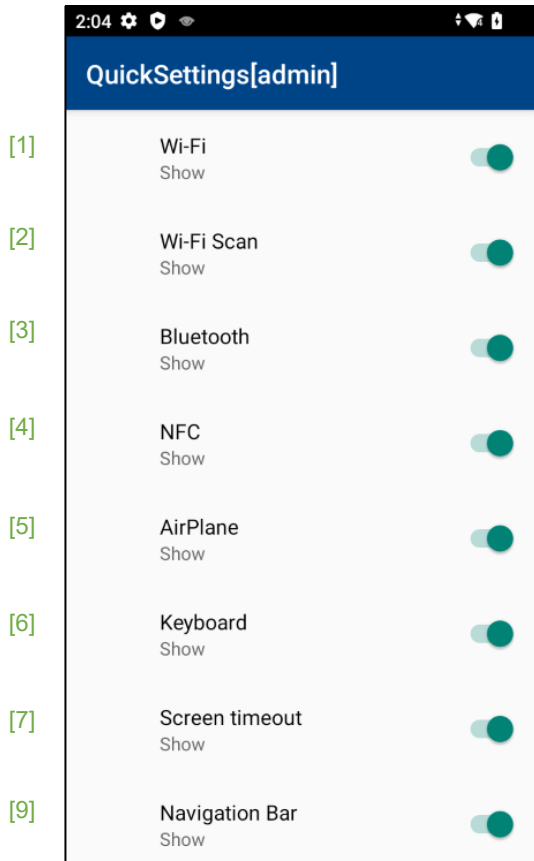 2:04
QuickSettings[admin]
[1] Wi-Fi
Show
[2] Wi-Fi Scan
Show
[3] Bluetooth
Show
[4] NFC
Show
[5] AirPlane
Show
[6] Keyboard
Show
[7] Screen timeout
Show
[9] Navigation Bar
Show